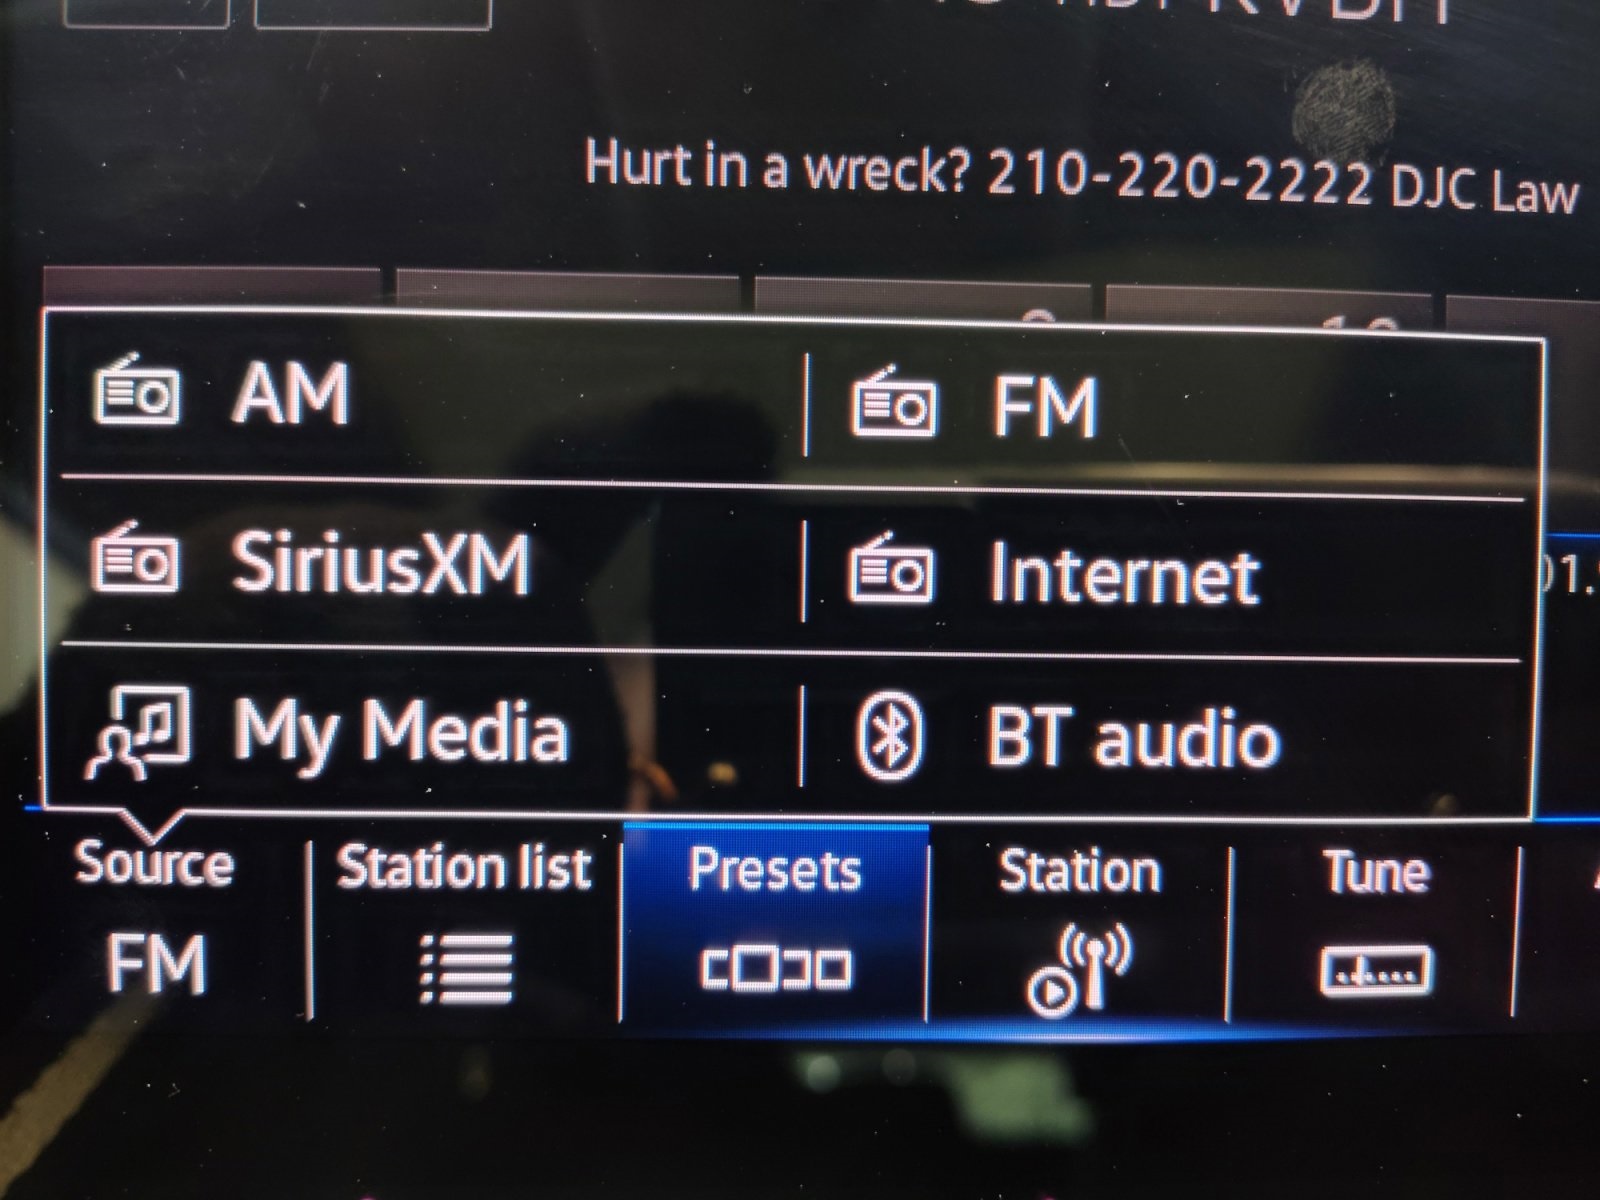 Hurt in a wreck? 210-220-2222 DJC Law
AM
FM
SiriusXM
Internet
My Media
BT audio
Source
Station list
Presets
Station
Tune
FM